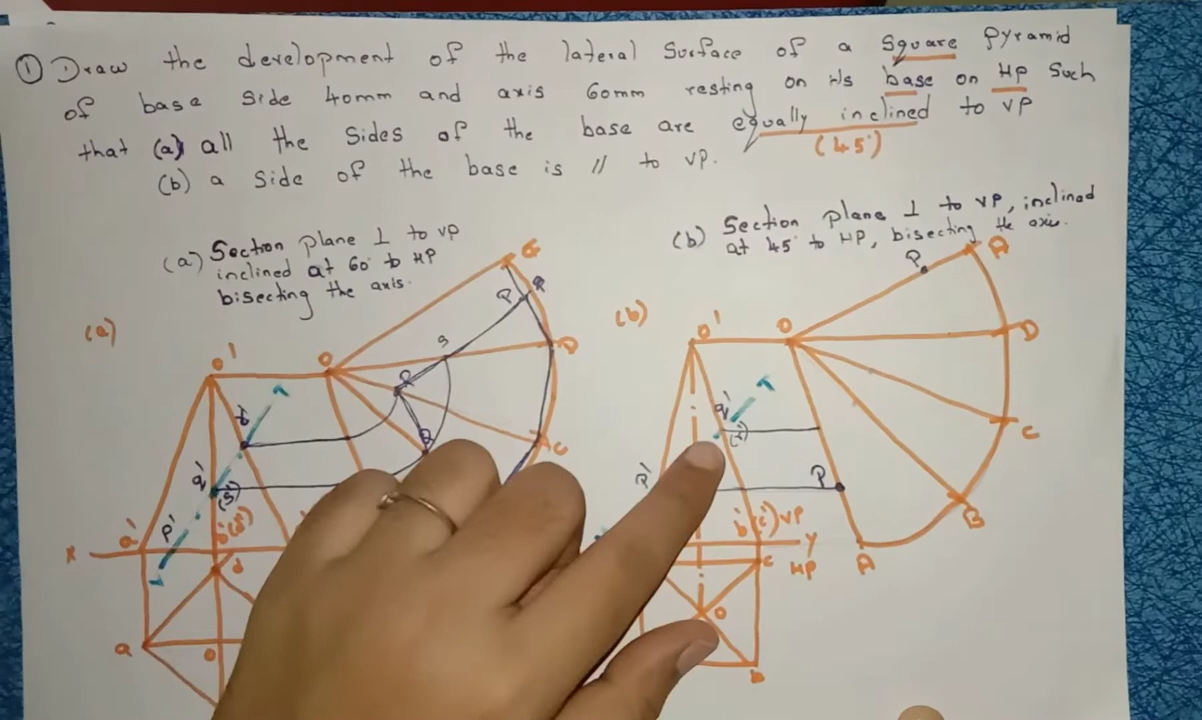 ① Draw the development of the lateral Surface of a Square Pyramid
of base side 40mm and axis 60mm resting on its base on HP Such
that (a) all the Sides of the base are equally inclined to VP
(45°)
(b) a Side of the base is // to VP.
(a) Section plane ⊥ to VP
inclined at 60° to HP
bisecting the axis.
(b) Section plane ⊥ to VP, inclined
at 45° to HP, bisecting the axis.
(a)
o'
O
D
C
S
R
B
q'
(s')
p'
X
a'
b'(d')
d
a
o
(b)
o'
O
P
A
D
C
B
A
P
q'
(r')
p'
b'(c')
VP
Y
HP
c
o
b